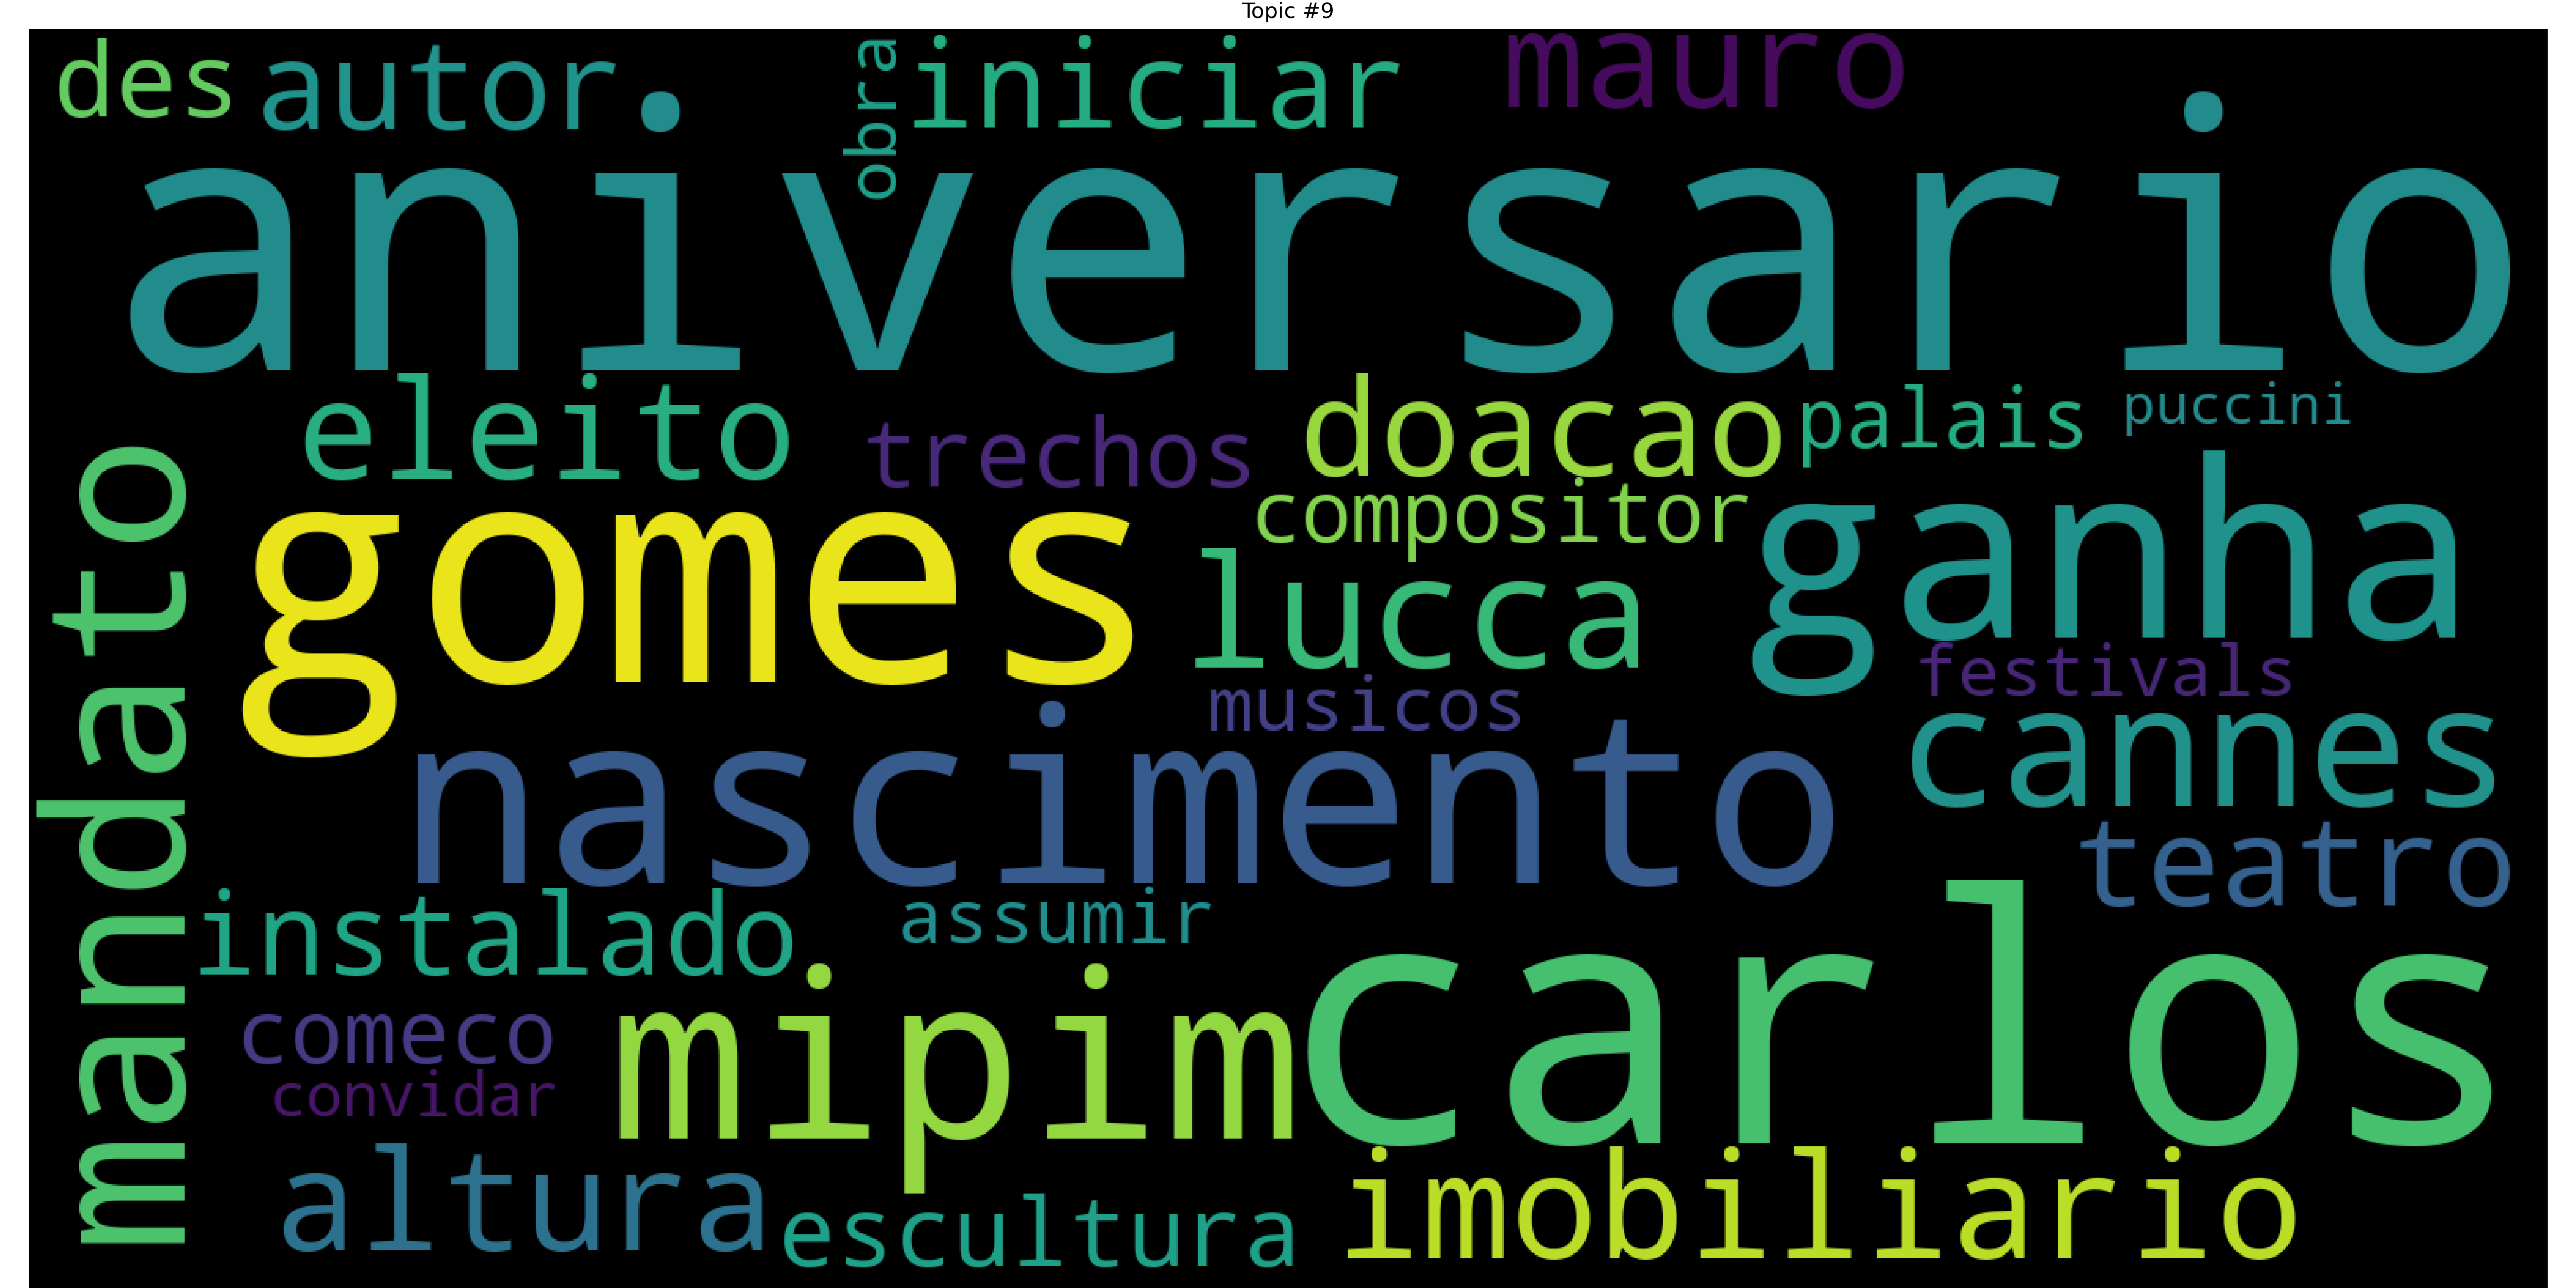 Topic #9
des
autor
obra
iniciar
mauro
aniversario
eleito
trechos
doacao
palais
puccini
mandato
gomes
compositor
lucca
ganha
festivals
musicos
nascimento
cannes
teatro
instalado
assumir
carlos
comeco
mipim
convidar
altura
escultura
imobiliario